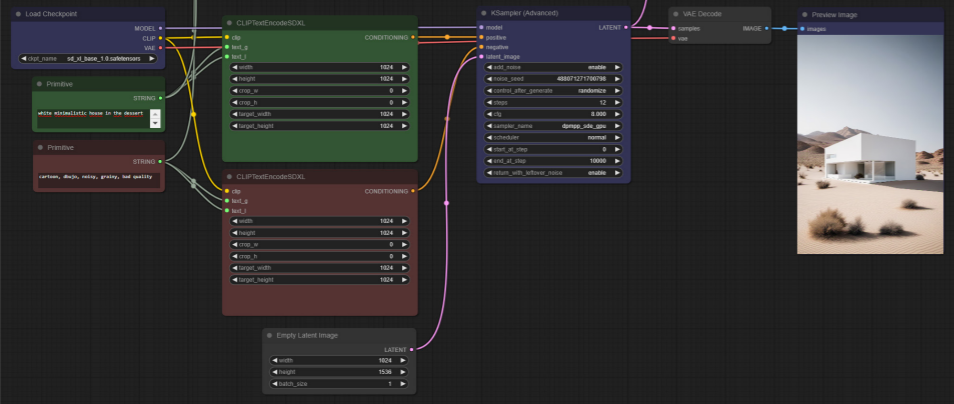 Load Checkpoint
MODEL
CLIP
VAE
ckpt_name sd_xl_base_1.0.safetensors
Primitive
STRING
white minimalistic house in the dessert
Primitive
STRING
cartoon, dboju, noisy, grainy, bad quality
CLIPTextEncodeSDXL
clip CONDITIONING
text_g
text_l
width 1024
height 1024
crop_w 0
crop_h 0
target_width 1024
target_height 1024
CLIPTextEncodeSDXL
clip CONDITIONING
text_g
text_l
width 1024
height 1024
crop_w 0
crop_h 0
target_width 1024
target_height 1024
Empty Latent Image
LATENT
width 1024
height 1536
batch_size 1
KSampler (Advanced)
model LATENT
positive
negative
latent_image
add_noise enable
noise_seed 488671271706798
control_after_generate randomize
steps 12
cfg 8.000
sampler_name dpmpp_sde_gpu
scheduler normal
start_at_step 0
end_at_step 10000
return_with_leftover_noise enable
VAE Decode
samples IMAGE
vae
Preview Image
images